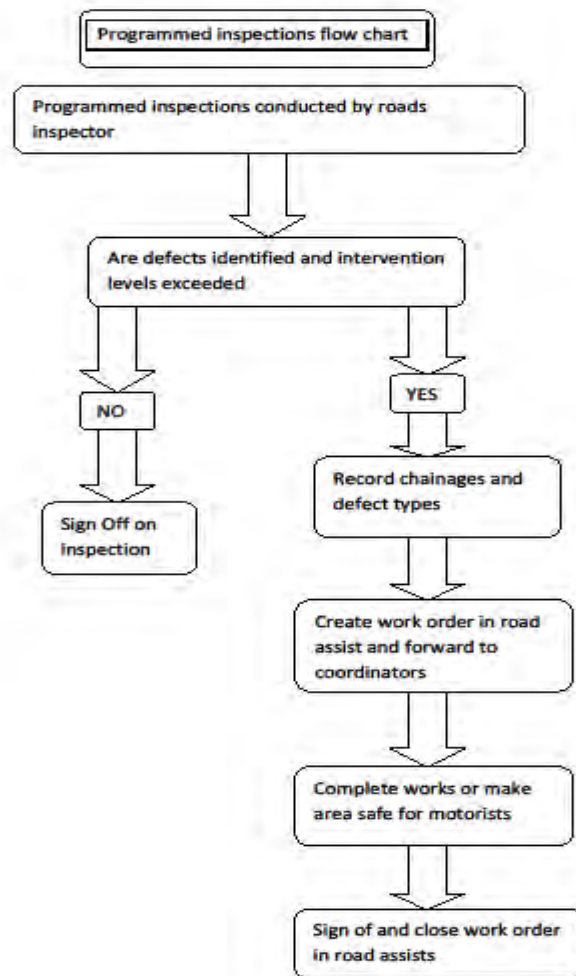 Programmed inspections flow chart
Programmed inspections conducted by roads
inspector
Are defects identified and intervention
levels exceeded
NO
YES
Sign Off on
Inspection
Record chainages and
defect types
Create work order in road
assist and forward to
coordinators
Complete works or make
area safe for motorists
Sign of and close work order
in road assists